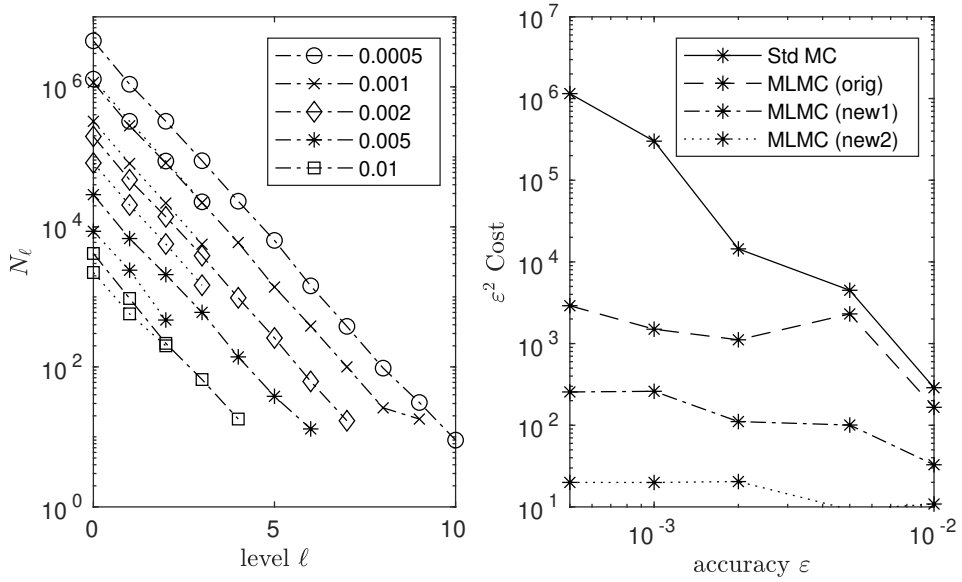 10^6
10^4
10^2
10^0
N_ℓ
0
5
10
level ℓ
0.0005
0.001
0.002
0.005
0.01
10^7
10^6
10^5
10^4
10^3
10^2
10^1
ε^2 Cost
10^-3
10^-2
accuracy ε
Std MC
MLMC (orig)
MLMC (new1)
MLMC (new2)